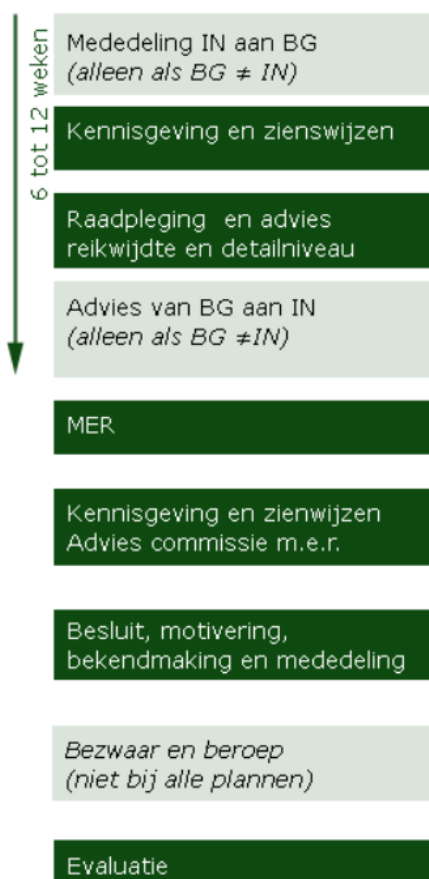 6 tot 12 weken
Mededeling IN aan BG
(alleen als BG ≠ IN)
Kennisgeving en zienswijzen
Raadpleging en advies
reikwijdte en detailniveau
Advies van BG aan IN
(alleen als BG ≠IN)
MER
Kennisgeving en zienwijzen
Advies commissie m.e.r.
Besluit, motivering,
bekendmaking en mededeling
Bezwaar en beroep
(niet bij alle plannen)
Evaluatie